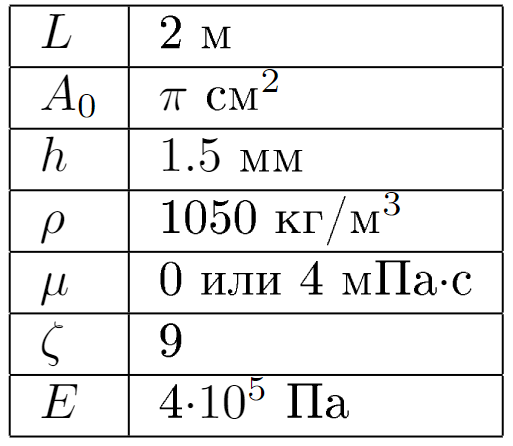 L 2 м
A₀ π см²
h 1.5 мм
ρ 1050 кг/м³
μ 0 или 4 мПа·с
ζ 9
E 4·10⁵ Па